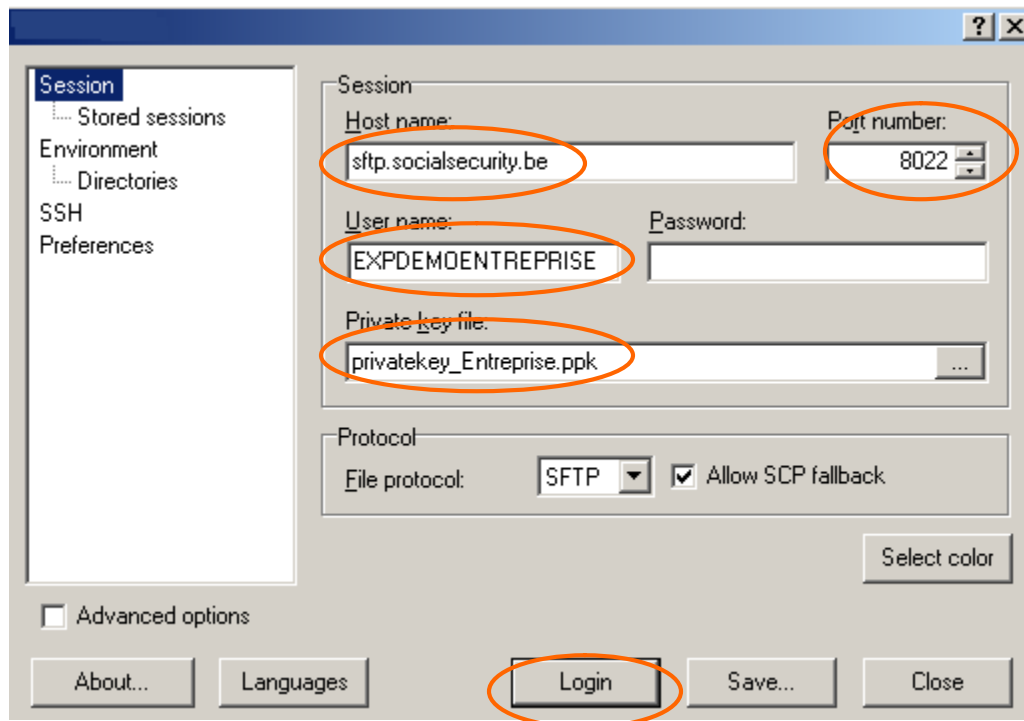 Session
Stored sessions
Environment
Directories
SSH
Preferences
Advanced options
Session
Host name: Port number:
sftp.socialsecurity.be 8022
User name: Password:
EXPDEMOENTREPRISE
Private key file:
privatekey_Entreprise.ppk ...
Protocol
File protocol: SFTP Allow SCP fallback
Select color
About... Languages Login Save... Close